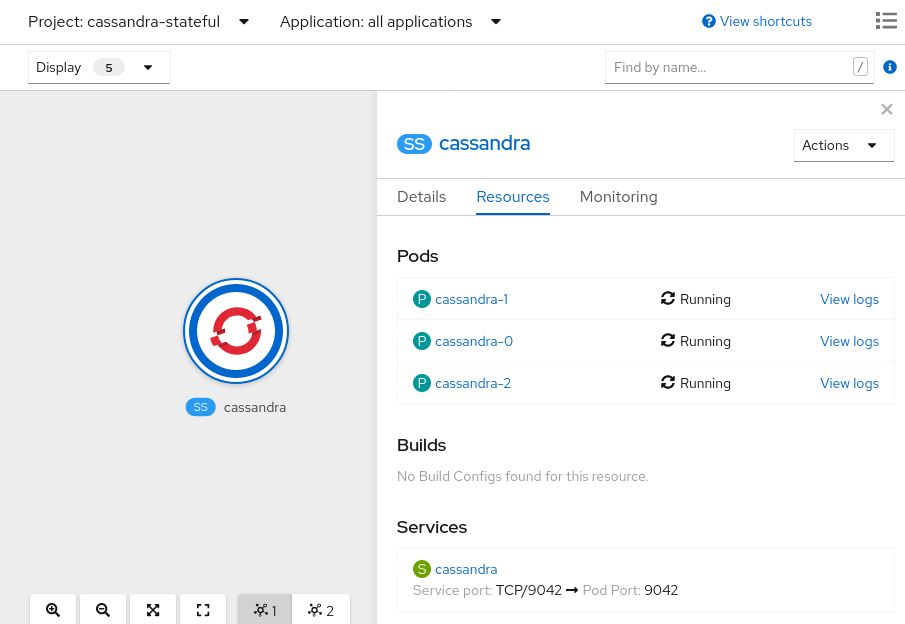 Project: cassandra-stateful Application: all applications View shortcuts
Display 5 Find by name... /
SS cassandra Actions
Details Resources Monitoring
Pods
P cassandra-1 Running View logs
P cassandra-0 Running View logs
P cassandra-2 Running View logs
SS cassandra
Builds
No Build Configs found for this resource.
Services
S cassandra
Service port: TCP/9042 → Pod Port: 9042
1 2